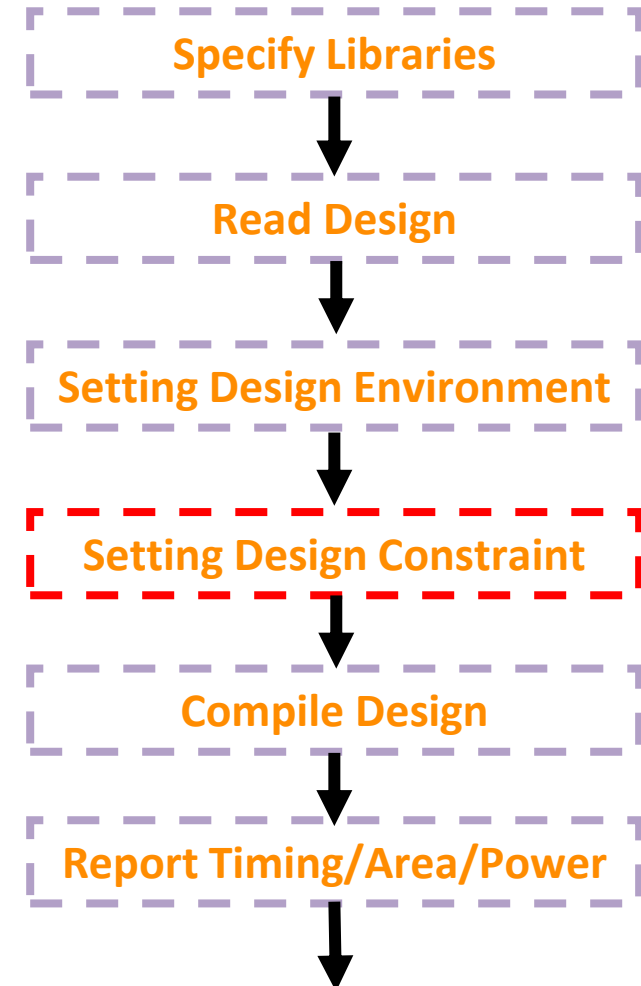 Specify Libraries
Read Design
Setting Design Environment
Setting Design Constraint
Compile Design
Report Timing/Area/Power